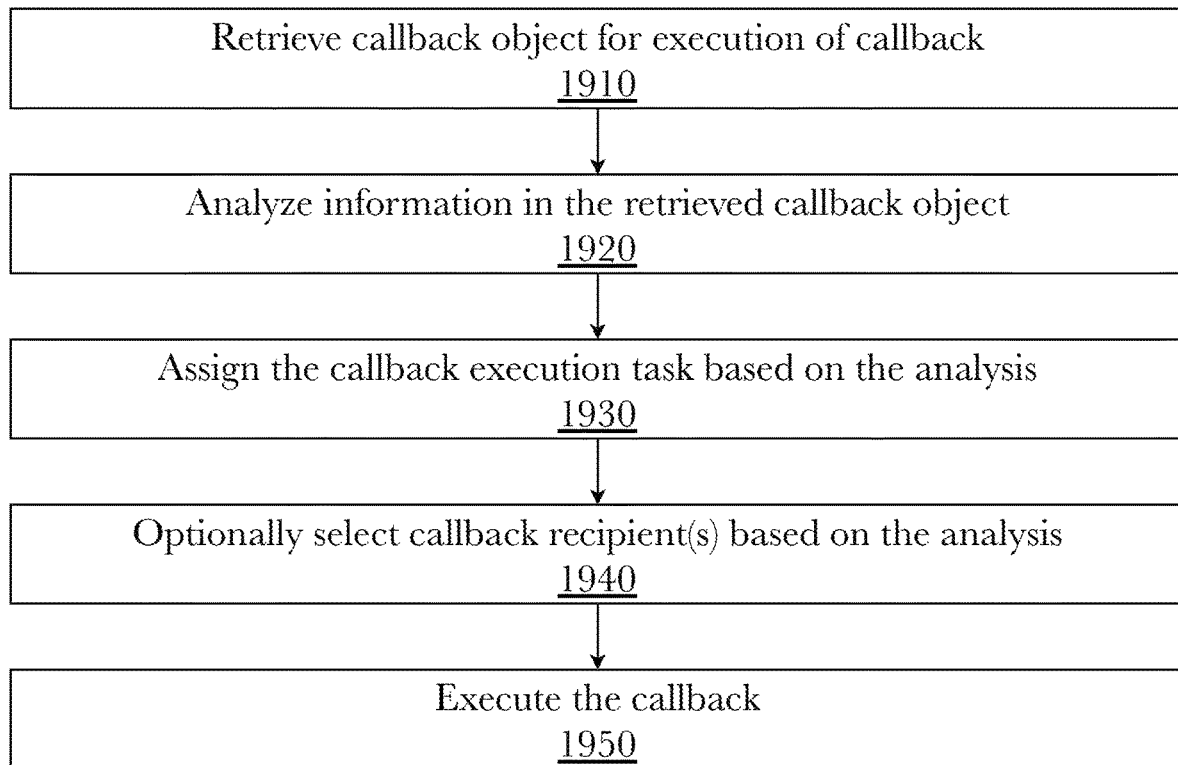 Retrieve callback object for execution of callback
1910
Analyze information in the retrieved callback object
1920
Assign the callback execution task based on the analysis
1930
Optionally select callback recipient(s) based on the analysis
1940
Execute the callback
1950